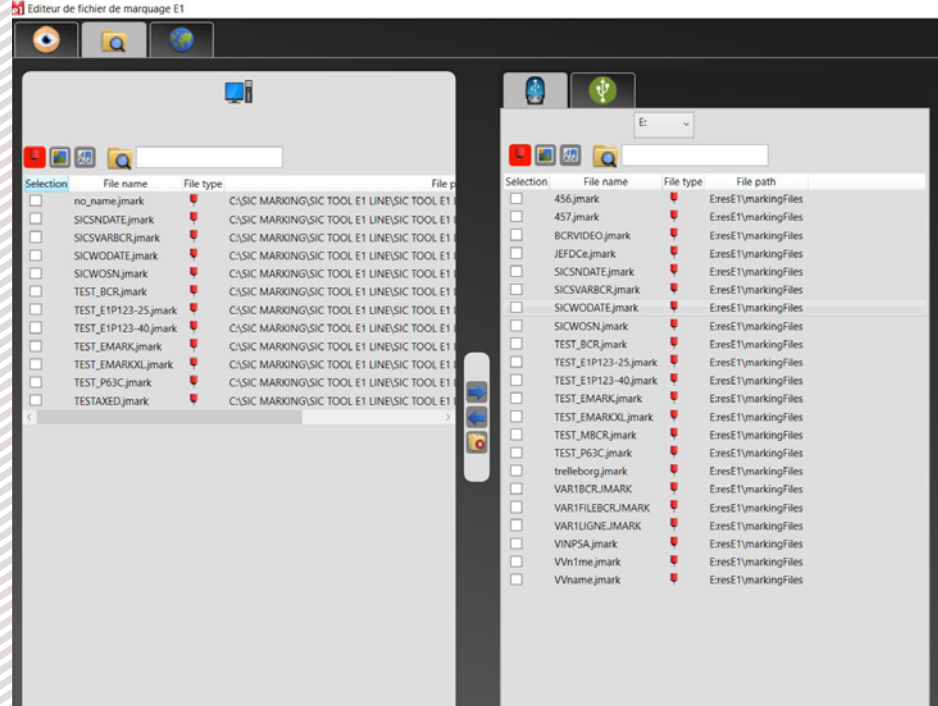 e1 Editeur de fichier de marquage E1
E:
Selection File name File type File p
no_name.jmark C:\SIC MARKING\SIC TOOL E1 LINE\SIC TOOL E1
SICSNDATE.jmark C:\SIC MARKING\SIC TOOL E1 LINE\SIC TOOL E1
SICSVARBCR.jmark C:\SIC MARKING\SIC TOOL E1 LINE\SIC TOOL E1
SICWODATE.jmark C:\SIC MARKING\SIC TOOL E1 LINE\SIC TOOL E1
SICWOSN.jmark C:\SIC MARKING\SIC TOOL E1 LINE\SIC TOOL E1
TEST_BCR.jmark C:\SIC MARKING\SIC TOOL E1 LINE\SIC TOOL E1
TEST_E1P123-25.jmark C:\SIC MARKING\SIC TOOL E1 LINE\SIC TOOL E1
TEST_E1P123-40.jmark C:\SIC MARKING\SIC TOOL E1 LINE\SIC TOOL E1
TEST_EMARK.jmark C:\SIC MARKING\SIC TOOL E1 LINE\SIC TOOL E1
TEST_EMARKXL.jmark C:\SIC MARKING\SIC TOOL E1 LINE\SIC TOOL E1
TEST_P63C.jmark C:\SIC MARKING\SIC TOOL E1 LINE\SIC TOOL E1
TESTAXED.jmark C:\SIC MARKING\SIC TOOL E1 LINE\SIC TOOL E1
Selection File name File type File path
456.jmark E:resE1\markingFiles
457.jmark E:resE1\markingFiles
BCRVIDEO.jmark E:resE1\markingFiles
JEFDCe.jmark E:resE1\markingFiles
SICSNDATE.jmark E:resE1\markingFiles
SICSVARBCR.jmark E:resE1\markingFiles
SICWODATE.jmark E:resE1\markingFiles
SICWOSN.jmark E:resE1\markingFiles
TEST_BCR.jmark E:resE1\markingFiles
TEST_E1P123-25.jmark E:resE1\markingFiles
TEST_E1P123-40.jmark E:resE1\markingFiles
TEST_EMARK.jmark E:resE1\markingFiles
TEST_EMARKXL.jmark E:resE1\markingFiles
TEST_MBCR.jmark E:resE1\markingFiles
TEST_P63C.jmark E:resE1\markingFiles
trelleborg.jmark E:resE1\markingFiles
VAR1BCR.JMARK E:resE1\markingFiles
VAR1FILEBCR.JMARK E:resE1\markingFiles
VAR1LIGNE.JMARK E:resE1\markingFiles
VINPSA.jmark E:resE1\markingFiles
VVn1me.jmark E:resE1\markingFiles
VVname.jmark E:resE1\markingFiles